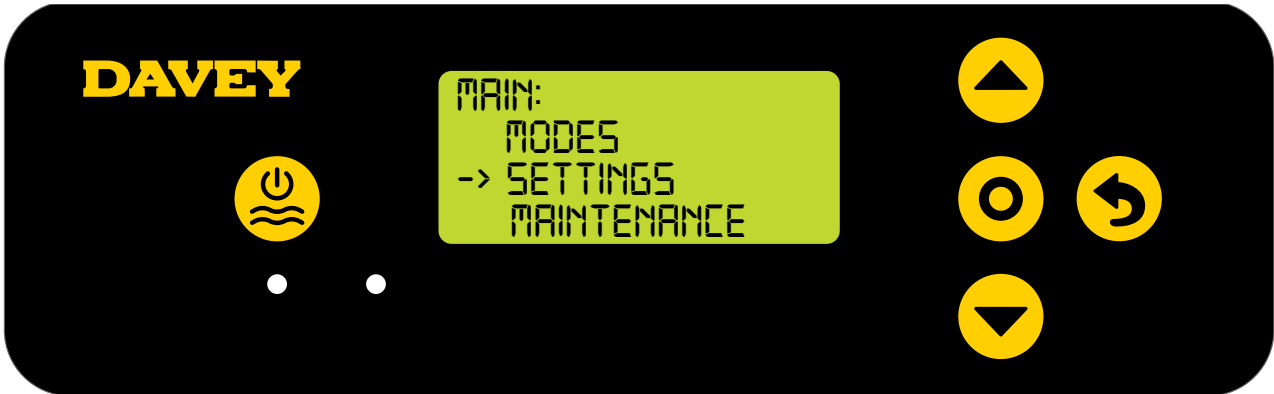 DAVEY
MAIN:
MODES
-> SETTINGS
MAINTENANCE